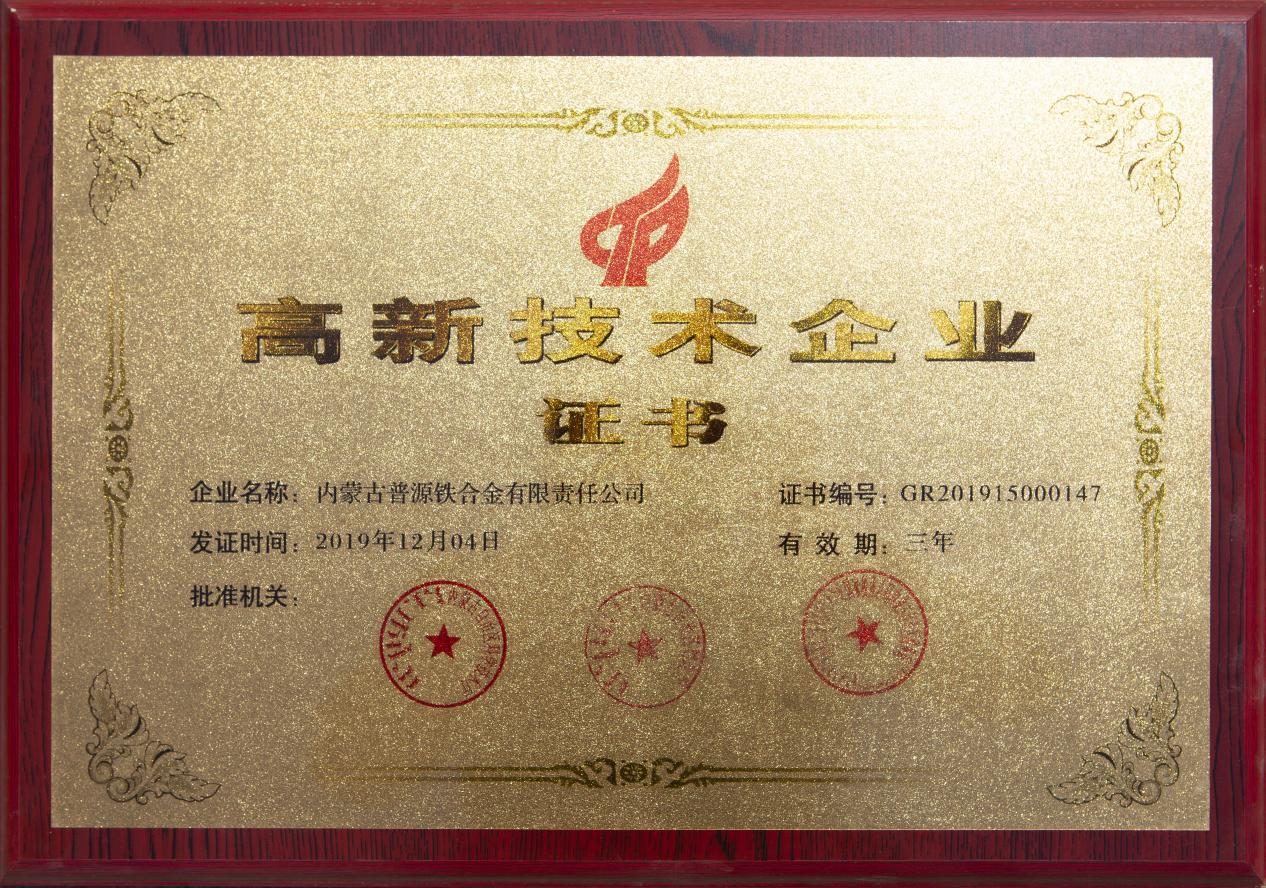 高新技术企业
证书
企业名称：内蒙古普源铁合金有限责任公司
证书编号：GR201915000147
发证时间：2019年12月04日
有效期：三年
批准机关：